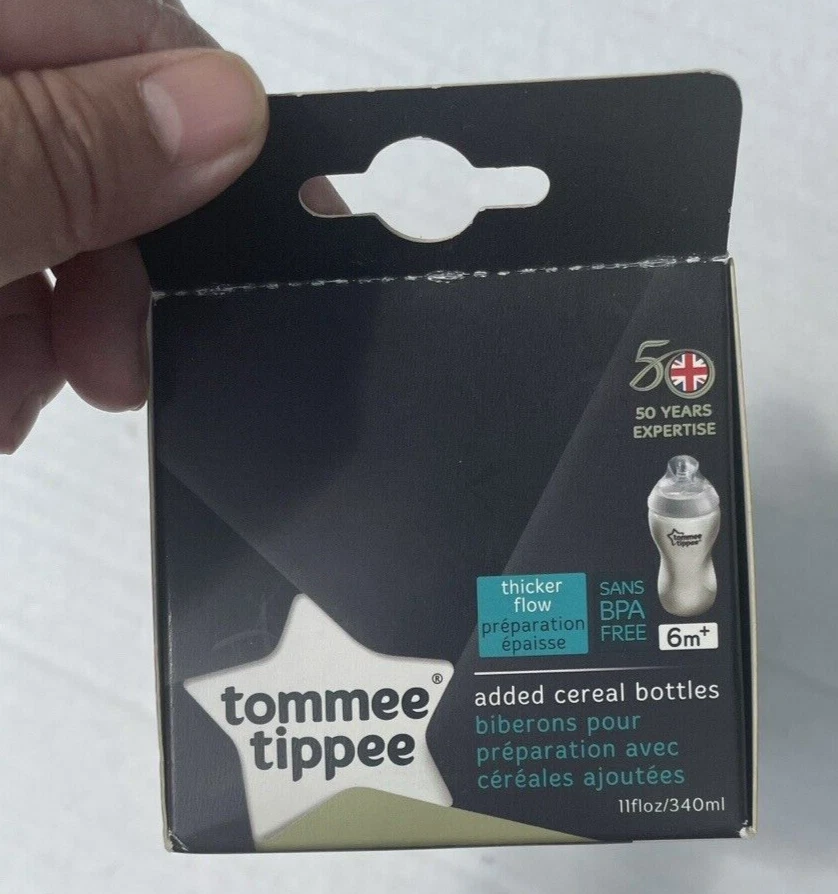 50
50 YEARS
EXPERTISE
tommee
tippee
thicker
flow
préparation
épaisse
SANS
BPA
FREE
6m+
tommee®
tippee
added cereal bottles
biberons pour
préparation avec
céréales ajoutées
11floz/340ml